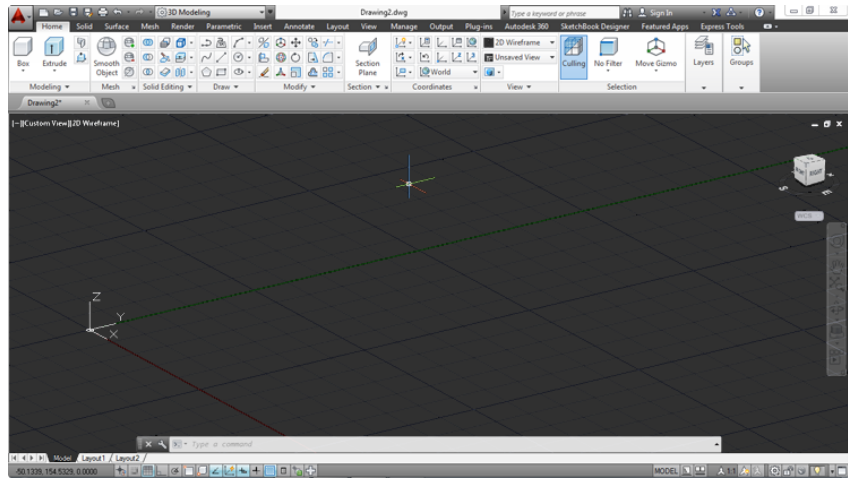 3D Modeling Drawing2.dwg Type a keyword or phrase Sign In
Home Solid Surface Mesh Render Parametric Insert Annotate Layout View Manage Output Plug-ins Autodesk 360 SketchBook Designer Featured Apps Express Tools
2D Wireframe
Unsaved View
World
Box Extrude Smooth Object Section Plane Culling No Filter Move Gizmo Layers Groups
Modeling Mesh Solid Editing Draw Modify Section Coordinates View Selection
Drawing2*
[–][Custom View][2D Wireframe]
RIGHT
S E
WCS
Z
Y
X
Type a command
Model Layout1 Layout2
-50.1339, 154.5329, 0.0000 MODEL 1:1